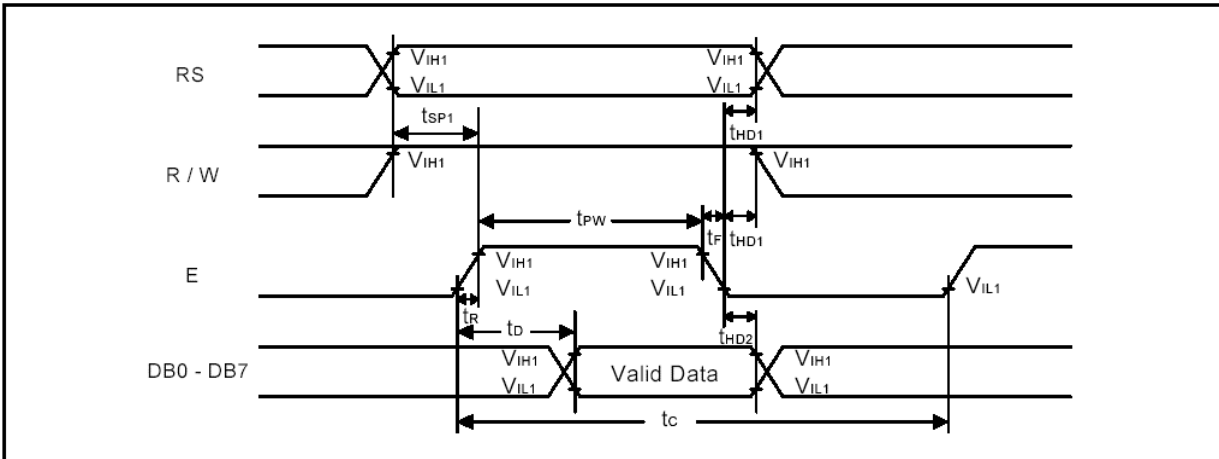 RS
VIH1
VIH1
VIL1
VIL1
tSP1
tHD1
R / W
VIH1
VIH1
tPW
tF
tHD1
E
VIH1
VIH1
VIL1
VIL1
VIL1
tR
tD
tHD2
DB0 - DB7
VIH1
Valid Data
VIH1
VIL1
VIL1
tC